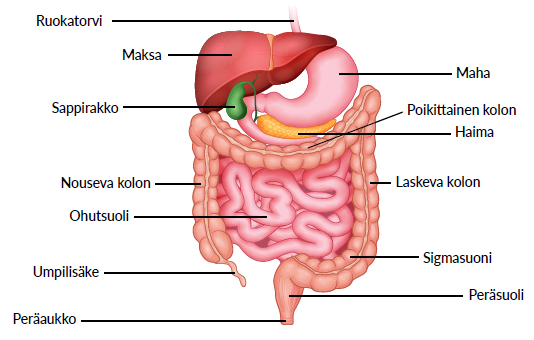 Ruokatorvi
Maksa
Maha
Sappirakko
Poikittainen kolon
Haima
Nouseva kolon
Laskeva kolon
Ohutsuoli
Umpilisäke
Sigmasuoni
Peräsuoli
Peräaukko